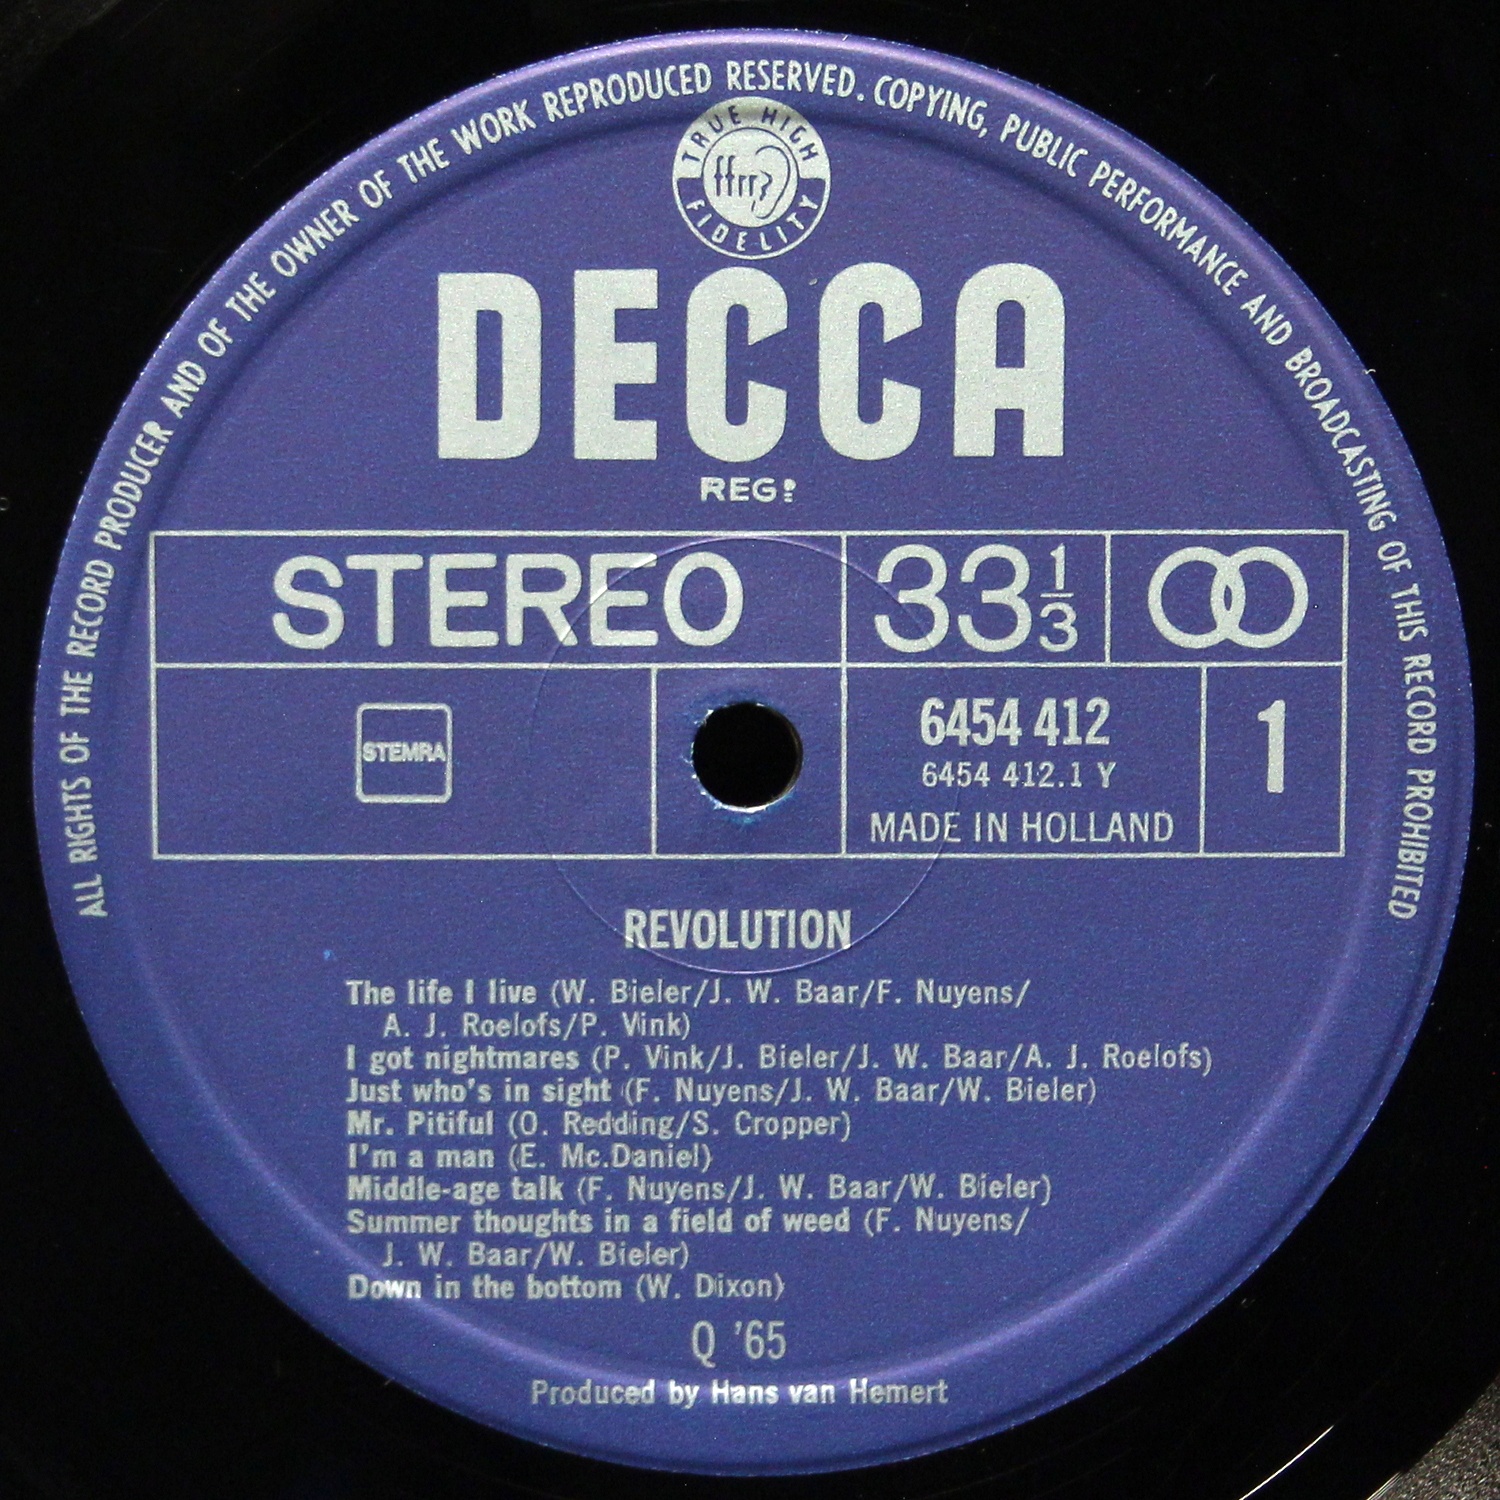 ALL RIGHTS OF THE RECORD PRODUCER AND OF THE OWNER OF THE WORK REPRODUCED RESERVED. COPYING, PUBLIC PERFORMANCE AND BROADCASTING OF THIS RECORD PROHIBITED
TRUE HIGH
ffrr
FIDELITY
DECCA
REGD
STEREO
33 1/3
STEMRA
6454 412
6454 412.1 Y
MADE IN HOLLAND
1
REVOLUTION
The life I live (W. Bieler/J. W. Baar/F. Nuyens/
A. J. Roelofs/P. Vink)
I got nightmares (P. Vink/J. Bieler/J. W. Baar/A. J. Roelofs)
Just who's in sight (F. Nuyens/J. W. Baar/W. Bieler)
Mr. Pitiful (O. Redding/S. Cropper)
I'm a man (E. Mc.Daniel)
Middle-age talk (F. Nuyens/J. W. Baar/W. Bieler)
Summer thoughts in a field of weed (F. Nuyens/
J. W. Baar/W. Bieler)
Down in the bottom (W. Dixon)
Q '65
Produced by Hans van Hemert